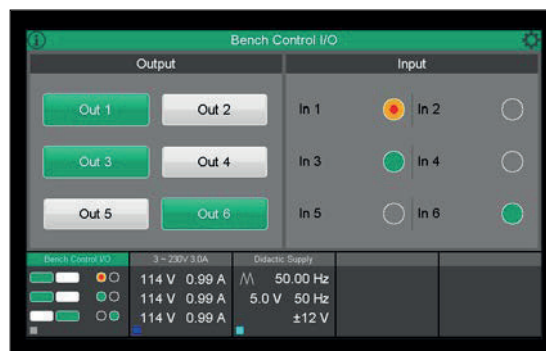 Bench Control I/O
Output
Input
Out 1
Out 2
In 1
In 2
Out 3
Out 4
In 3
In 4
Out 5
Out 6
In 5
In 6
Bench Control I/O
3 ~ 230V 3.0A
Didactic Supply
114 V 0.99 A
50.00 Hz
114 V 0.99 A
5.0 V 50 Hz
114 V 0.99 A
±12 V